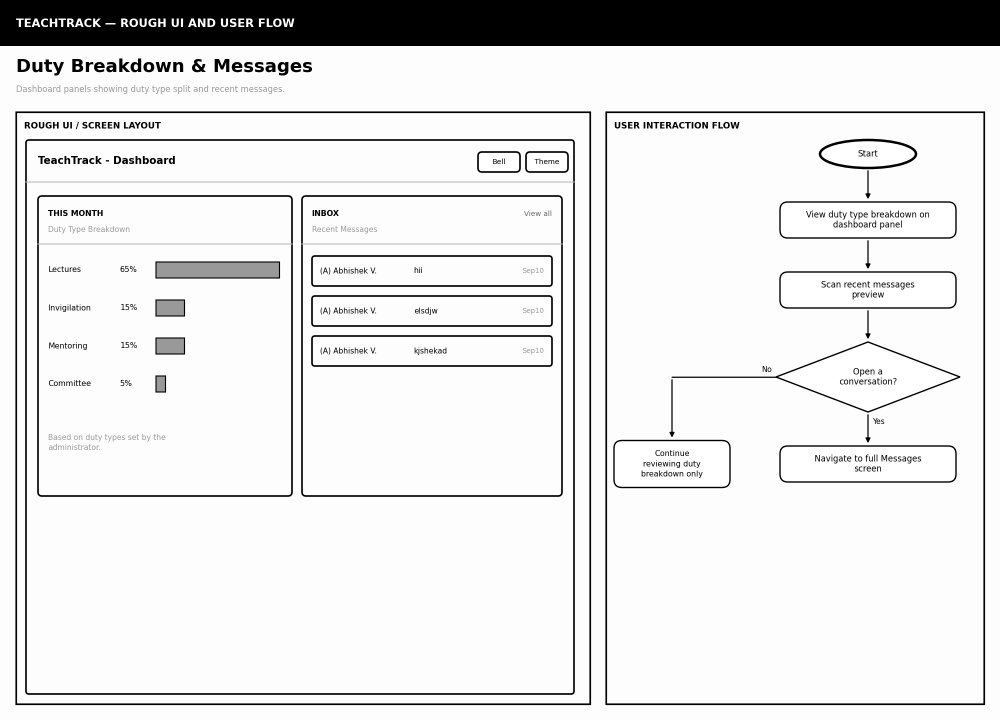 TEACHTRACK — ROUGH UI AND USER FLOW
Duty Breakdown & Messages
Dashboard panels showing duty type split and recent messages.
ROUGH UI / SCREEN LAYOUT
TeachTrack - Dashboard
Bell
Theme
THIS MONTH
Duty Type Breakdown
Lectures 65%
Invigilation 15%
Mentoring 15%
Committee 5%
Based on duty types set by the
administrator.
INBOX View all
Recent Messages
(A) Abhishek V. hii Sep10
(A) Abhishek V. elsdjw Sep10
(A) Abhishek V. kjshekad Sep10
USER INTERACTION FLOW
Start
View duty type breakdown on
dashboard panel
Scan recent messages
preview
Open a
conversation?
No
Yes
Continue
reviewing duty
breakdown only
Navigate to full Messages
screen